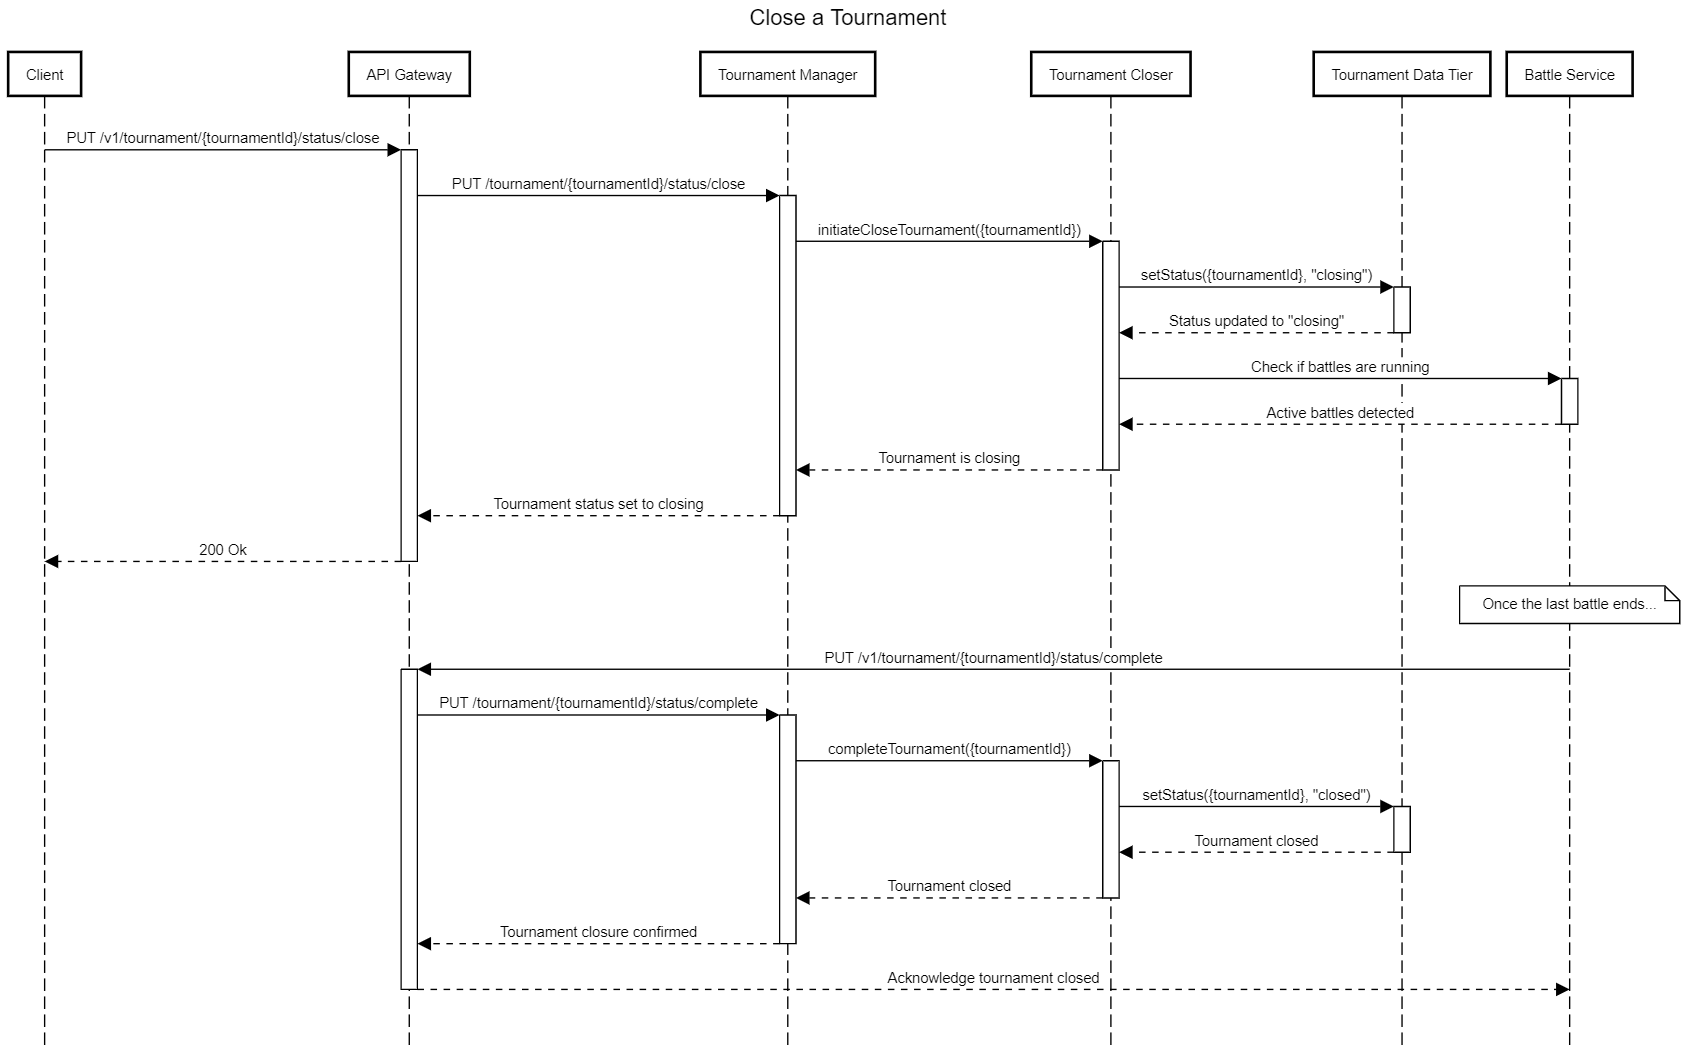 Close a Tournament
Client
API Gateway
Tournament Manager
Tournament Closer
Tournament Data Tier
Battle Service
PUT /v1/tournament/{tournamentId}/status/close
PUT /tournament/{tournamentId}/status/close
initiateCloseTournament({tournamentId})
setStatus({tournamentId}, "closing")
Status updated to "closing"
Check if battles are running
Active battles detected
Tournament is closing
Tournament status set to closing
200 Ok
Once the last battle ends...
PUT /v1/tournament/{tournamentId}/status/complete
PUT /tournament/{tournamentId}/status/complete
completeTournament({tournamentId})
setStatus({tournamentId}, "closed")
Tournament closed
Tournament closed
Tournament closure confirmed
Acknowledge tournament closed